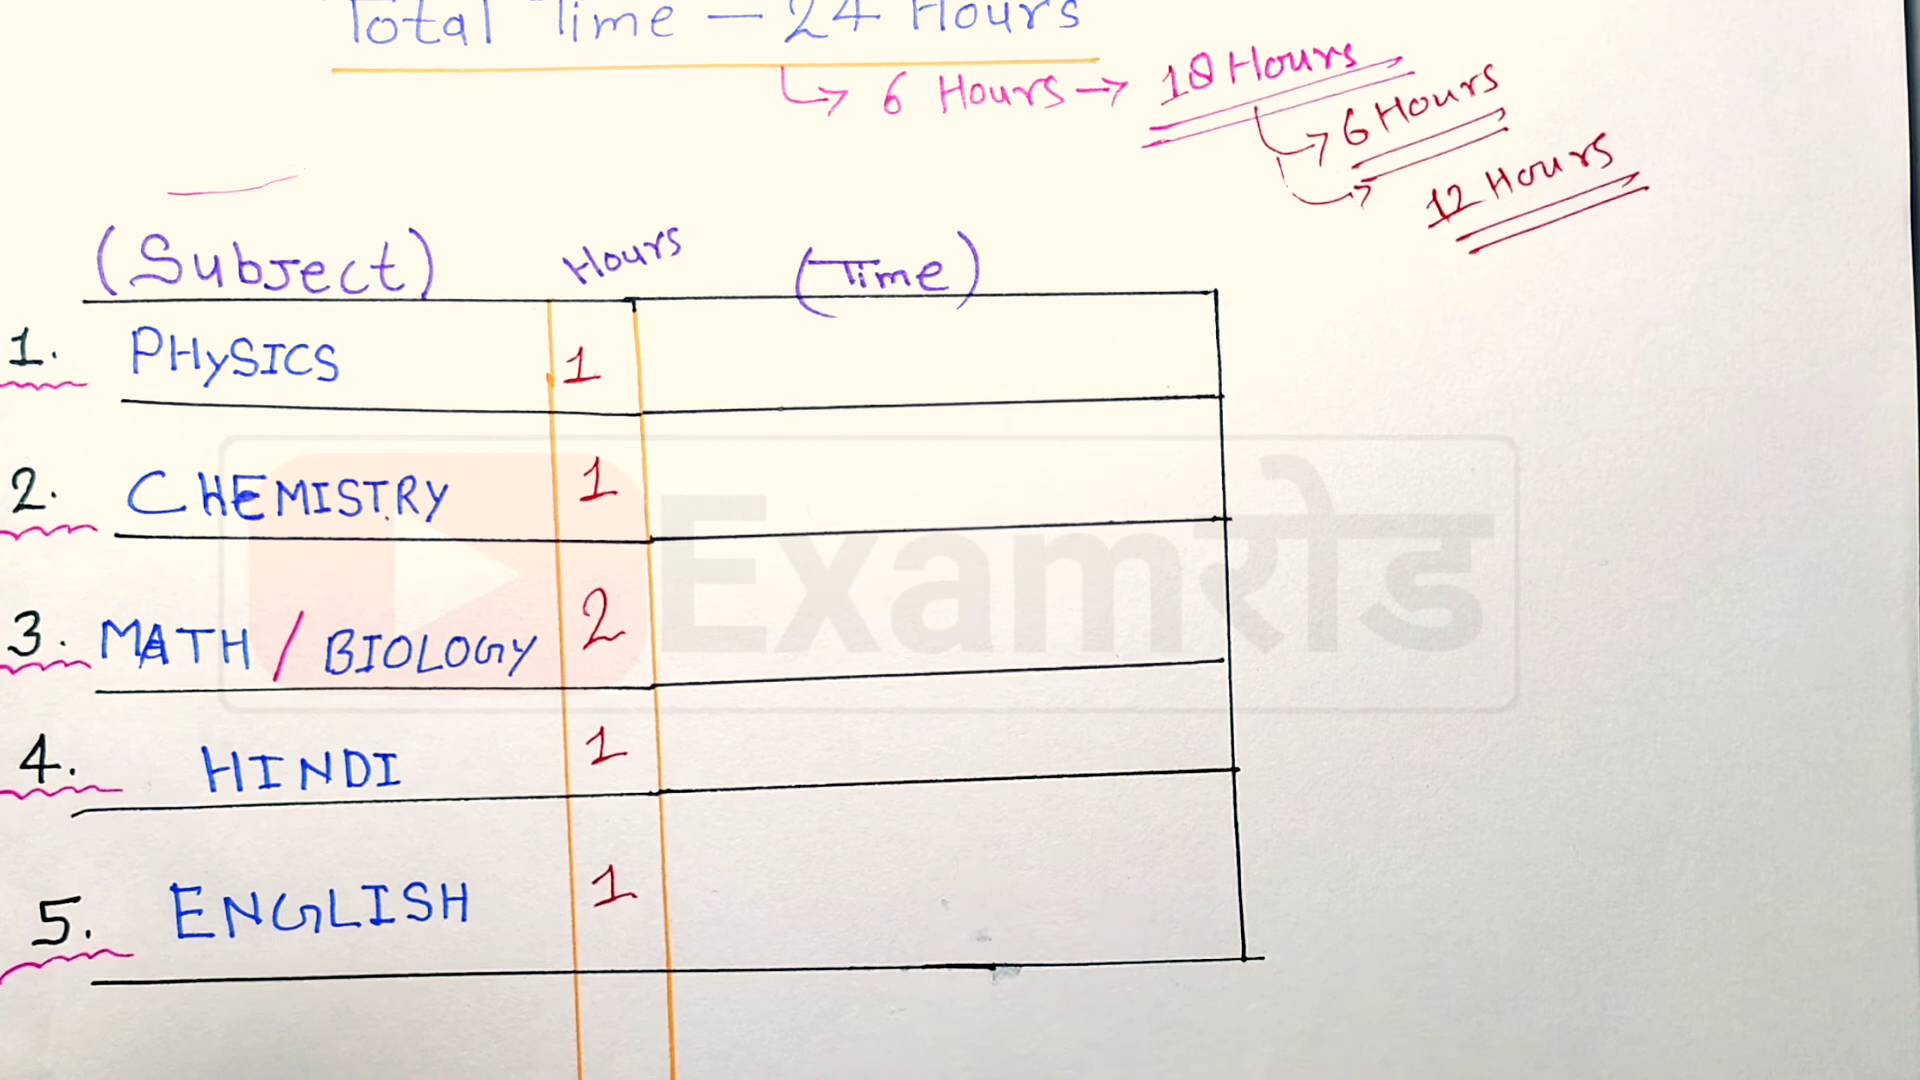 Total Time – 24 Hours
↳ 6 Hours → 18 Hours
↳ 6 Hours
↳ 12 Hours
(Subject) Hours (Time)
1. PHySICS 1
2. CHEMISTRY 1
3. MATH / BIOLOGY 2
4. HINDI 1
5. ENGLISH 1
Examरोड